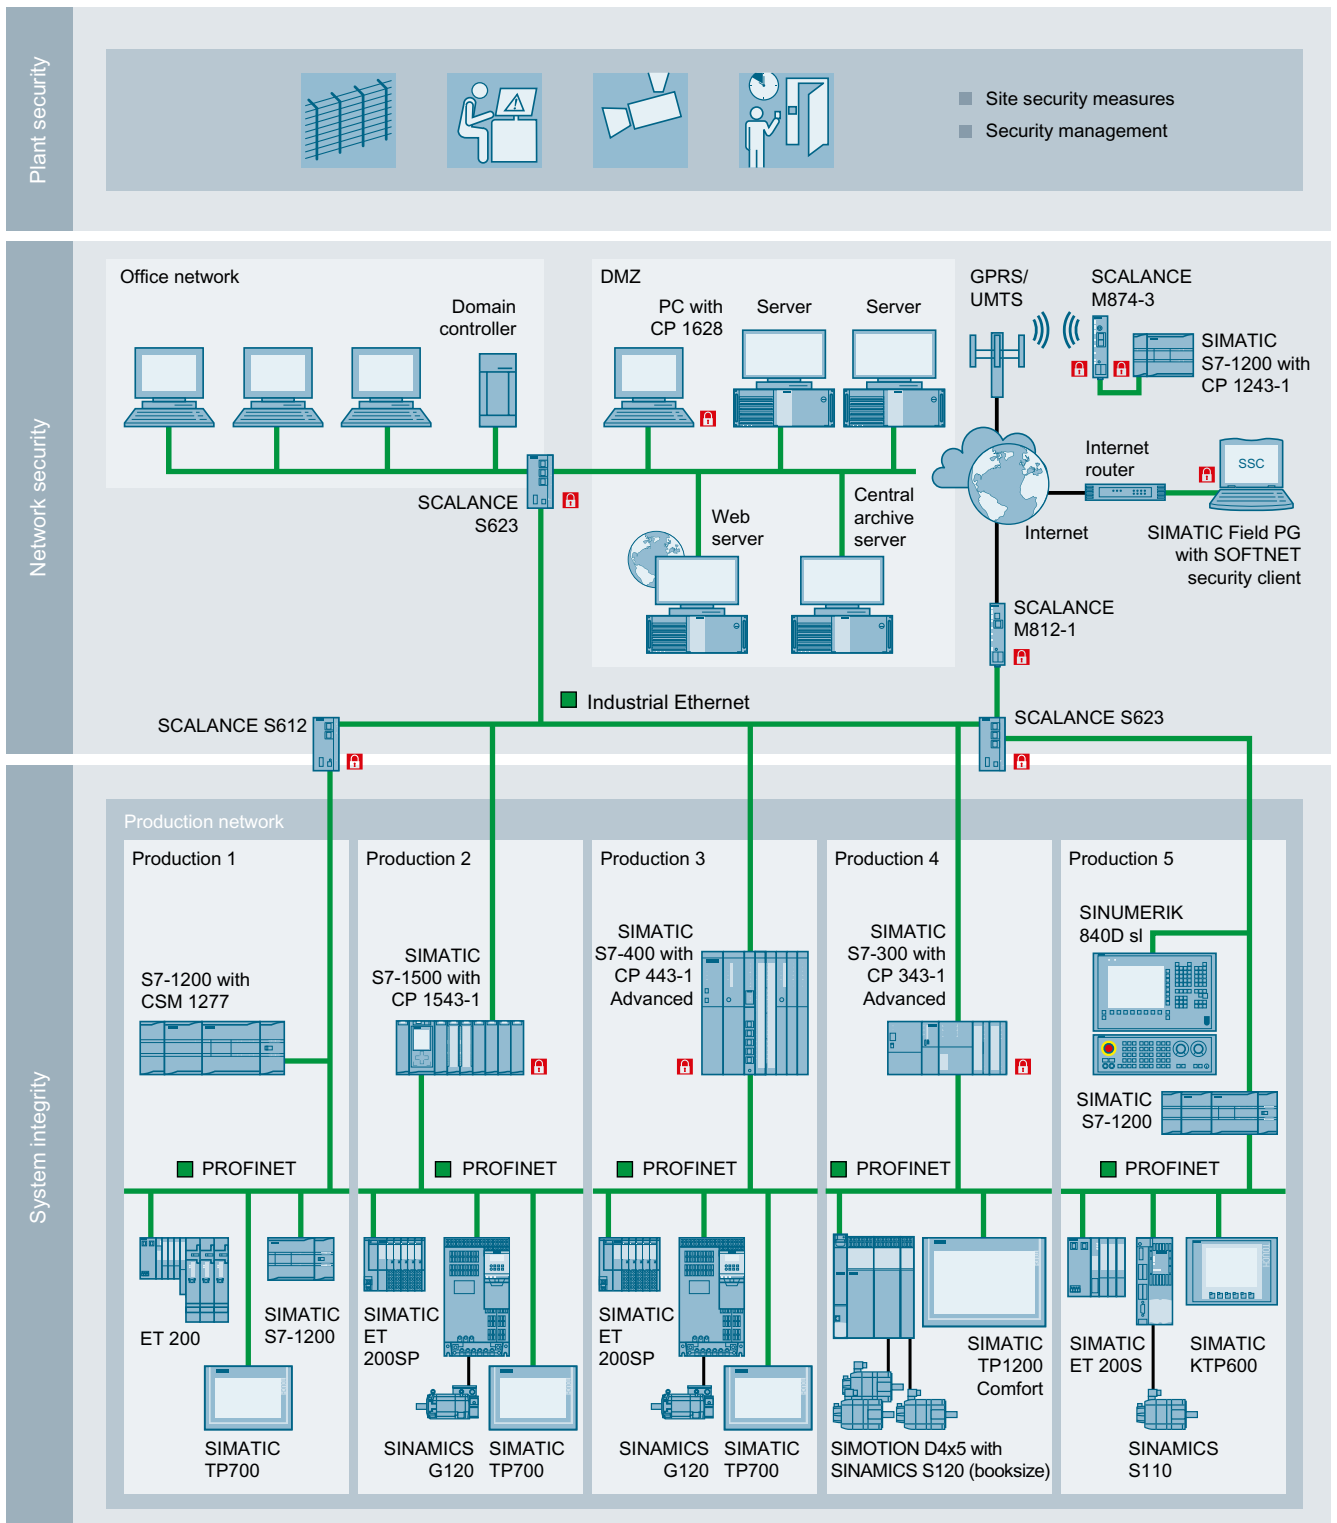 Plant security
Site security measures
Security management
Network security
Office network
Domain
controller
SCALANCE
S623
DMZ
PC with
CP 1628
Server
Server
Web
server
Central
archive
server
GPRS/
UMTS
SCALANCE
M874-3
SIMATIC
S7-1200 with
CP 1243-1
Internet
router
SSC
Internet
SIMATIC Field PG
with SOFTNET
security client
SCALANCE
M812-1
Industrial Ethernet
SCALANCE S612
SCALANCE S623
System integrity
Production network
Production 1
S7-1200 with
CSM 1277
PROFINET
ET 200
SIMATIC
S7-1200
SIMATIC
TP700
Production 2
SIMATIC
S7-1500 with
CP 1543-1
PROFINET
SIMATIC
ET
200SP
SINAMICS
G120
SIMATIC
TP700
Production 3
SIMATIC
S7-400 with
CP 443-1
Advanced
PROFINET
SIMATIC
ET
200SP
SINAMICS
G120
SIMATIC
TP700
Production 4
SIMATIC
S7-300 with
CP 343-1
Advanced
PROFINET
SIMATIC
TP1200
Comfort
SIMOTION D4x5 with
SINAMICS S120 (booksize)
Production 5
SINUMERIK
840D sl
SIMATIC
S7-1200
PROFINET
SIMATIC
ET 200S
SIMATIC
KTP600
SINAMICS
S110